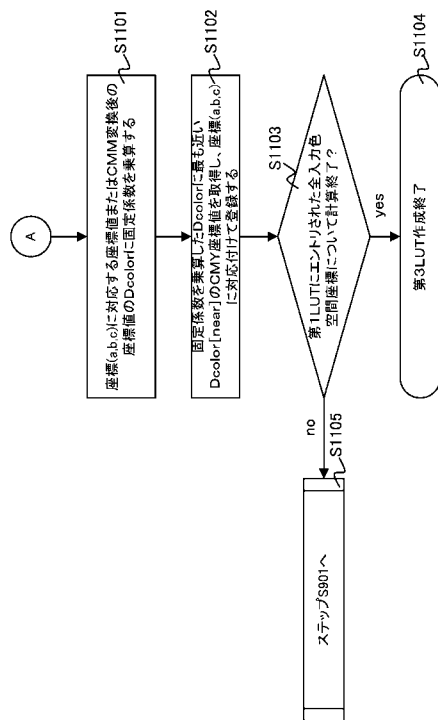 A
S1101
座標(a,b,c)に対応する座標値またはCMM変換後の
座標値のDcolorに固定係数を乗算する
S1102
固定係数を乗算したDcolorに最も近い
Dcolor[near]のCMY座標値を取得し、座標(a,b,c)
に対応付けて登録する
S1103
第1LUTにエントリされた全入力色
空間座標について計算終了？
no
yes
S1105
ステップS901へ
S1104
第3LUT作成終了